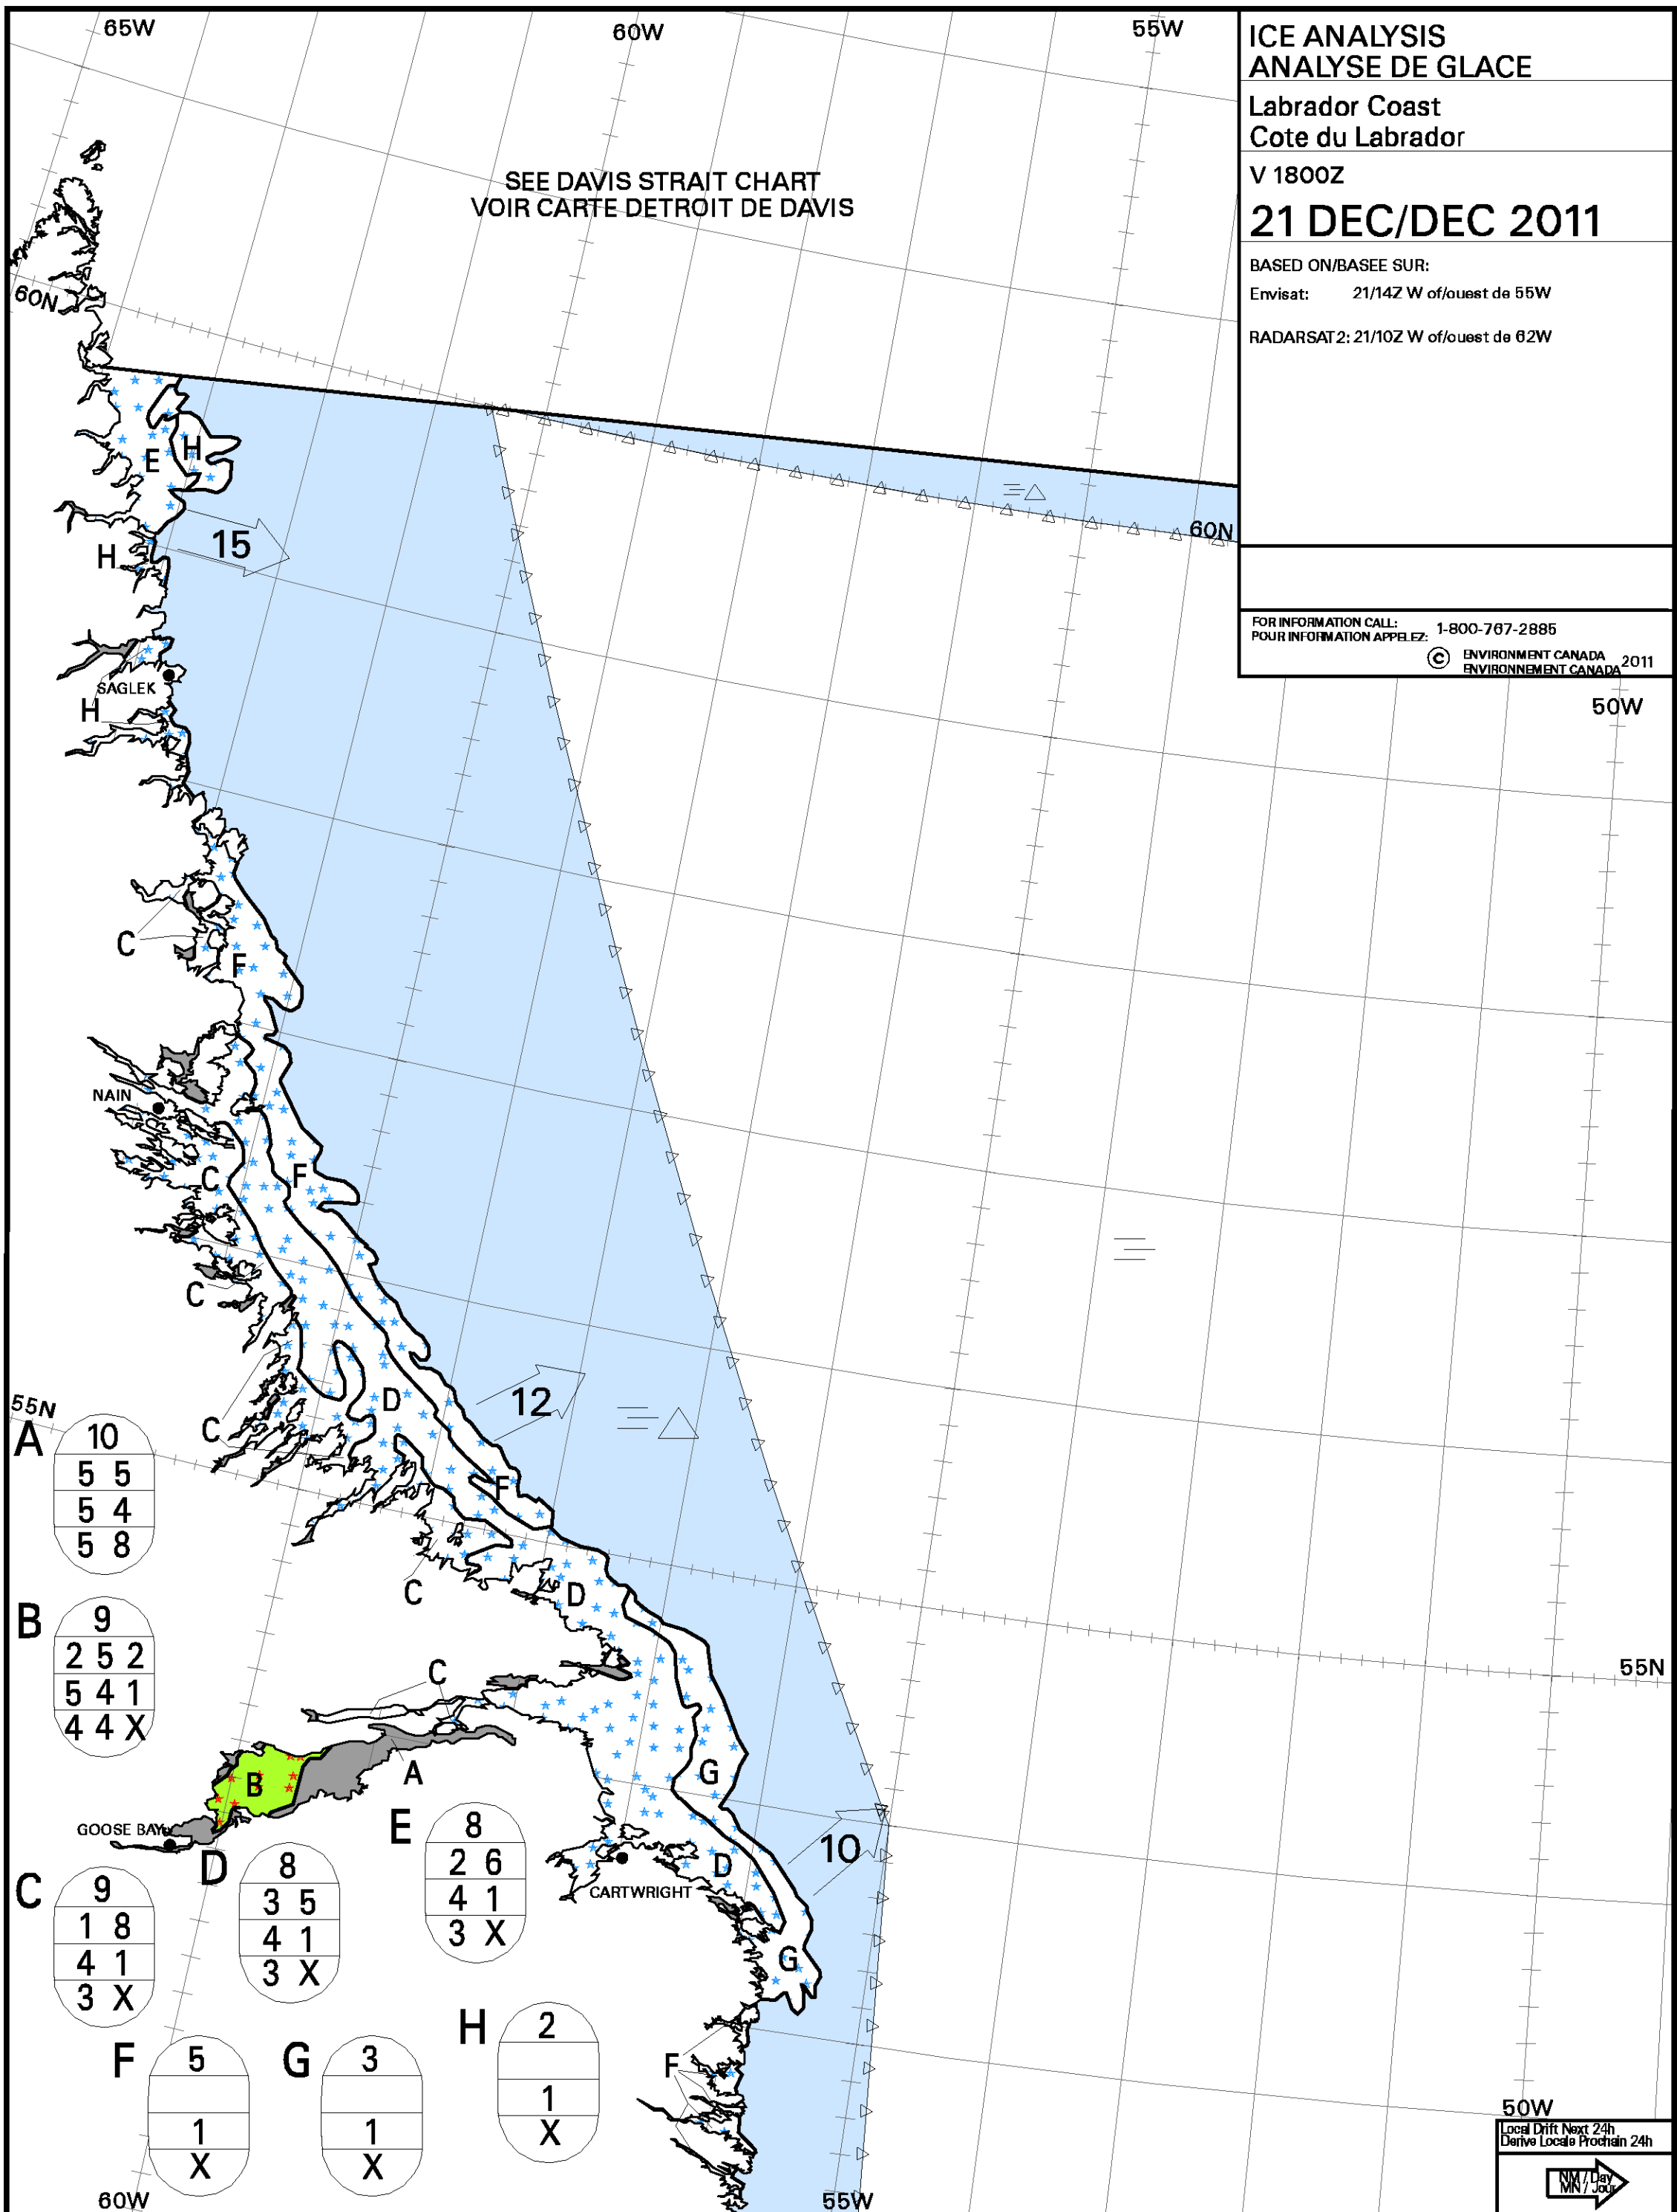 65W
60W
55W
ICE ANALYSIS
ANALYSE DE GLACE
Labrador Coast
Cote du Labrador
V 1800Z
21 DEC/DEC 2011
BASED ON/BASEE SUR:
Envisat: 21/14Z W of/ouest de 55W
RADARSAT2: 21/10Z W of/ouest de 62W
FOR INFORMATION CALL:
POUR INFORMATION APPELEZ: 1-800-767-2885
© ENVIRONMENT CANADA
ENVIRONNEMENT CANADA 2011
SEE DAVIS STRAIT CHART
VOIR CARTE DETROIT DE DAVIS
60N
E
H
60N
15
H
SAGLEK
H
50W
C
F
NAIN
C
F
C
D
12
55N
C
F
C
D
55N
C
A
B
G
GOOSE BAY
10
D
CARTWRIGHT
G
F
A
10
5 5
5 4
5 8
B
9
2 5 2
5 4 1
4 4 X
C
9
1 8
4 1
3 X
D
8
3 5
4 1
3 X
E
8
2 6
4 1
3 X
F
5
1
X
G
3
1
X
H
2
1
X
60W
55W
50W
Local Drift Next 24h
Derive Locale Prochain 24h
NM / Day
MN / Jour